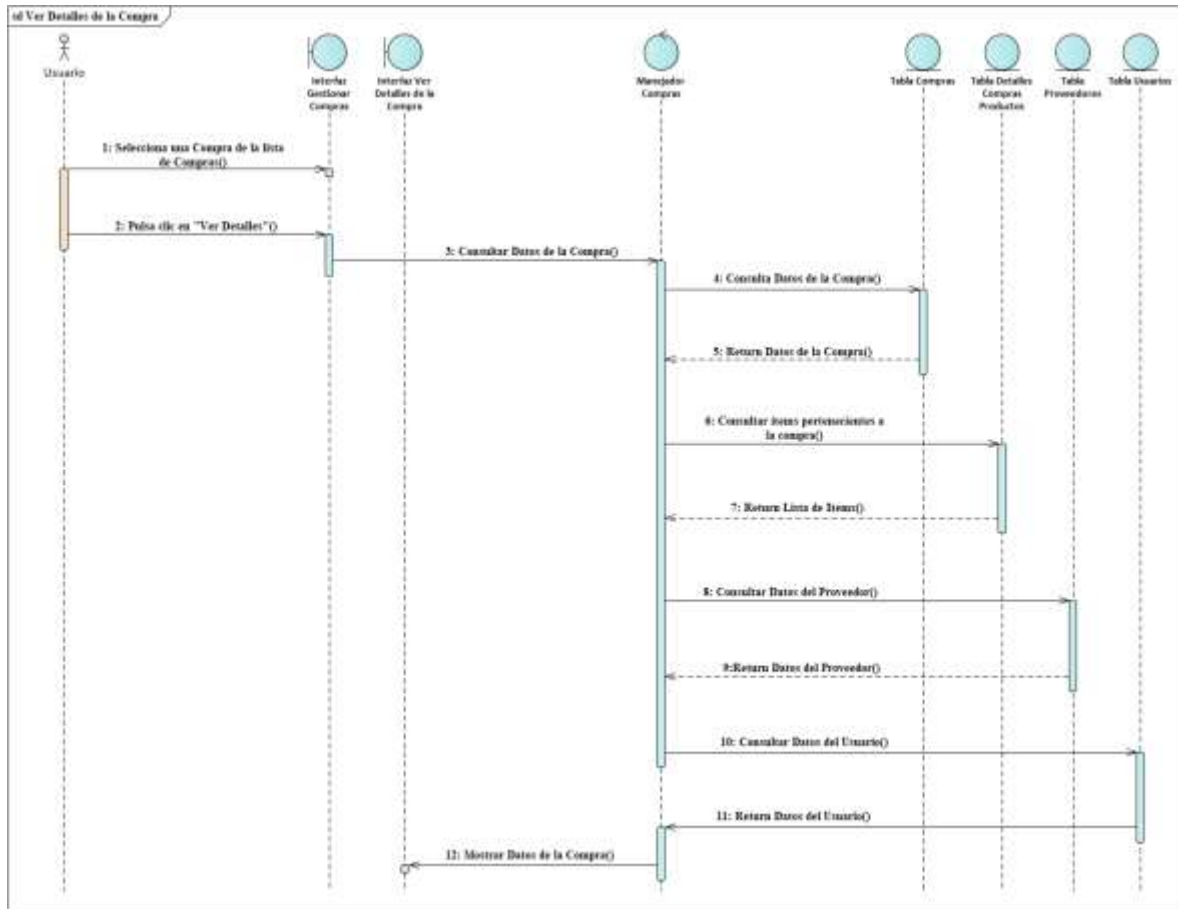 sd Ver Detalles de la Compra
Usuario
Interfaz
Gestionar
Compras
Interfaz Ver
Detalles de la
Compra
Manejador
Compras
Tabla Compras
Tabla Detalles
Compras
Productos
Tabla
Proveedores
Tabla Usuarios
1: Selecciona una Compra de la lista
de Compras()
2: Pulsa clic en "Ver Detalles"()
3: Consultar Datos de la Compra()
4: Consulta Datos de la Compra()
5: Return Datos de la Compra()
6: Consultar items pertenecientes a
la compra()
7: Return Lista de Items()
8: Consultar Datos del Proveedor()
9:Return Datos del Proveedor()
10: Consultar Datos del Usuario()
11: Return Datos del Usuario()
12: Mostrar Datos de la Compra()